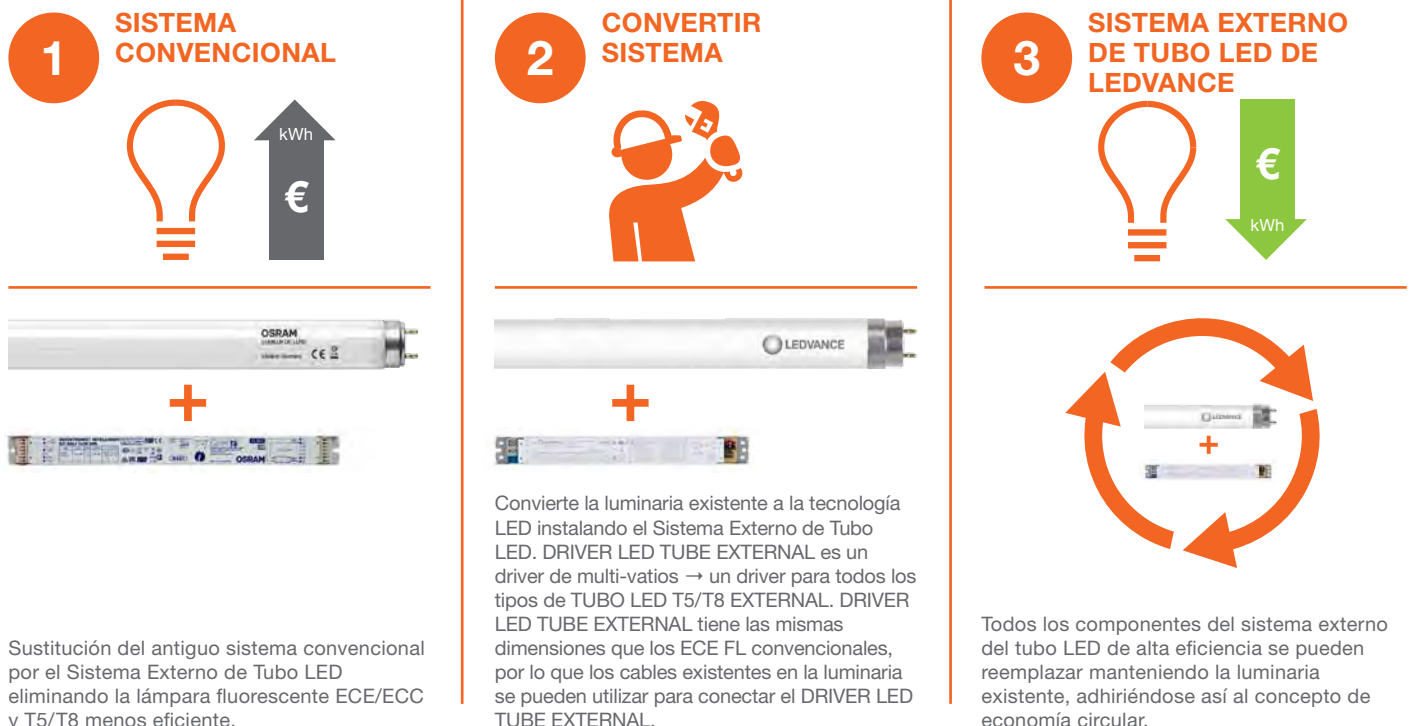 1
SISTEMA
CONVENCIONAL
kWh
€
OSRAM
CE
OSRAM
Sustitución del antiguo sistema convencional
por el Sistema Externo de Tubo LED
eliminando la lámpara fluorescente ECE/ECC
y T5/T8 menos eficiente.
2
CONVERTIR
SISTEMA
LEDVANCE
Convierte la luminaria existente a la tecnología
LED instalando el Sistema Externo de Tubo
LED. DRIVER LED TUBE EXTERNAL es un
driver de multi-vatios → un driver para todos los
tipos de TUBO LED T5/T8 EXTERNAL. DRIVER
LED TUBE EXTERNAL tiene las mismas
dimensiones que los ECE FL convencionales,
por lo que los cables existentes en la luminaria
se pueden utilizar para conectar el DRIVER LED
TUBE EXTERNAL.
3
SISTEMA EXTERNO
DE TUBO LED DE
LEDVANCE
€
kWh
LEDVANCE
Todos los componentes del sistema externo
del tubo LED de alta eficiencia se pueden
reemplazar manteniendo la luminaria
existente, adhiriéndose así al concepto de
economía circular.